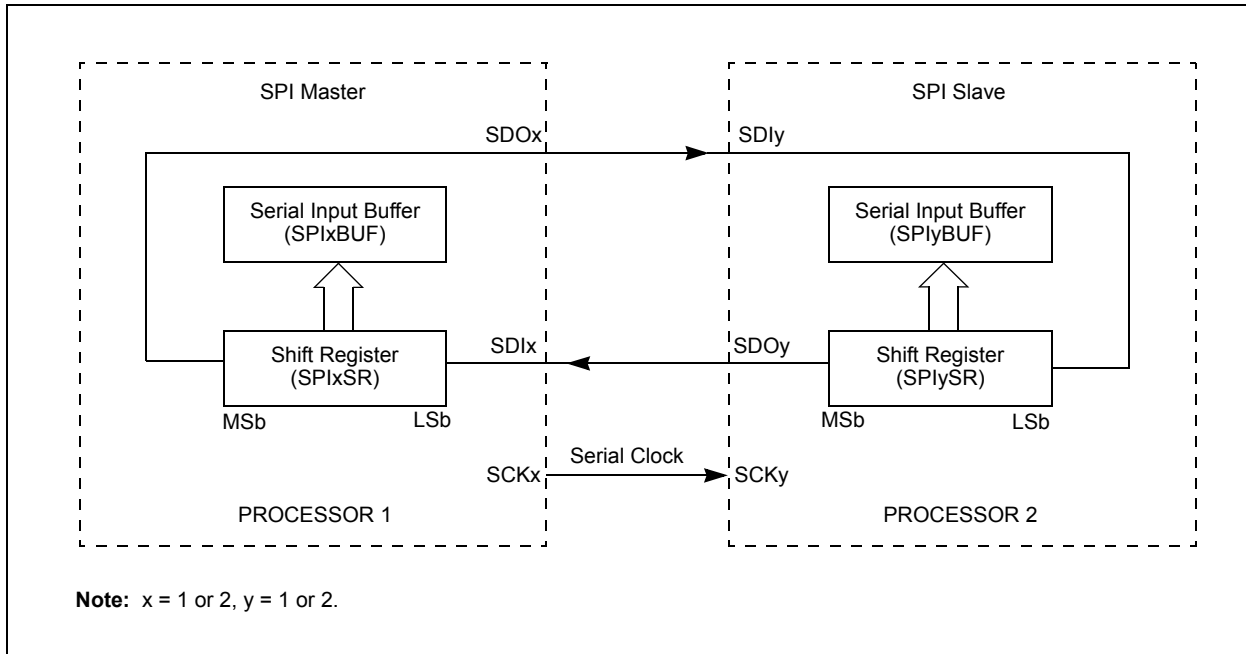 SPI Master
SPI Slave
SDOx
SDIy
Serial Input Buffer
(SPIxBUF)
Serial Input Buffer
(SPIyBUF)
Shift Register
(SPIxSR)
SDIx
SDOy
Shift Register
(SPIySR)
MSb
LSb
MSb
LSb
Serial Clock
SCKx
SCKy
PROCESSOR 1
PROCESSOR 2
Note: x = 1 or 2, y = 1 or 2.